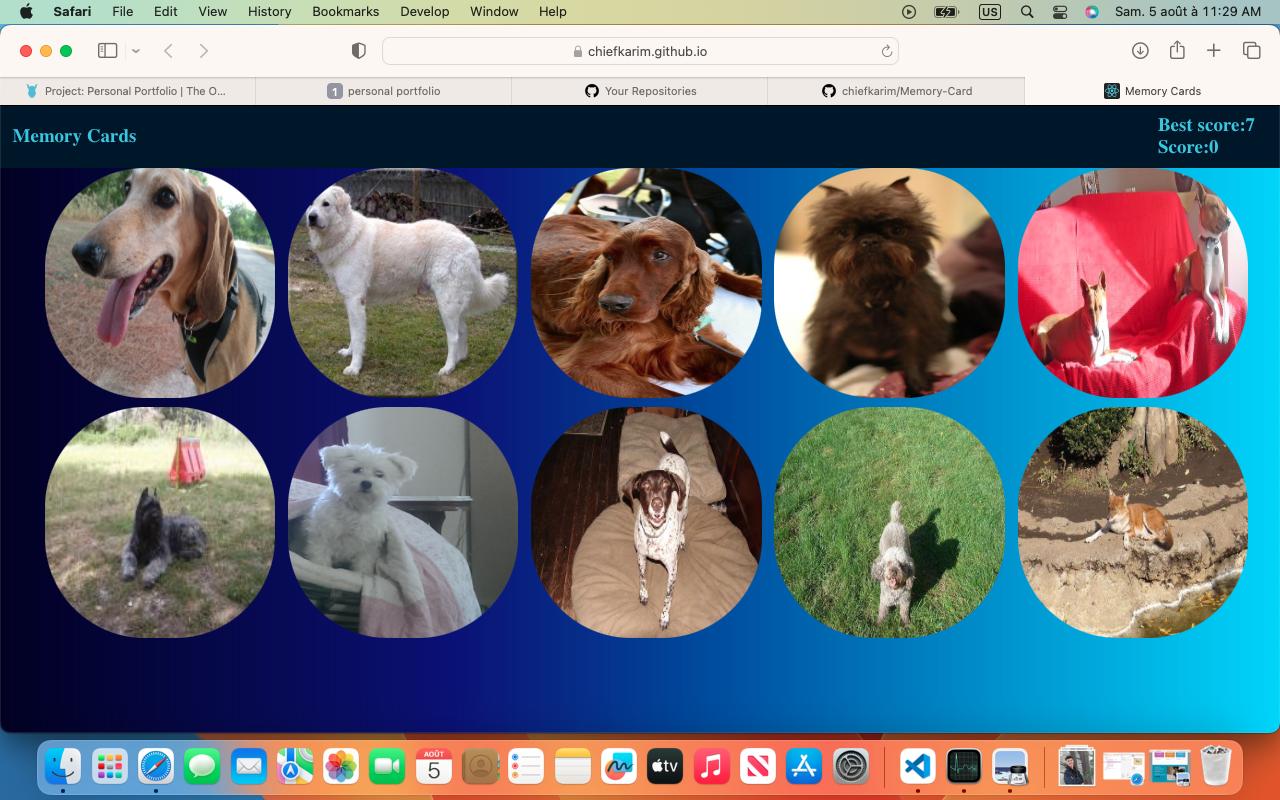 Safari File Edit View History Bookmarks Develop Window Help US Sam. 5 août à 11:29 AM
chiefkarim.github.io
Project: Personal Portfolio | The O... 1 personal portfolio Your Repositories chiefkarim/Memory-Card Memory Cards
Memory Cards
Best score:7
Score:0
AOÛT
5
tv